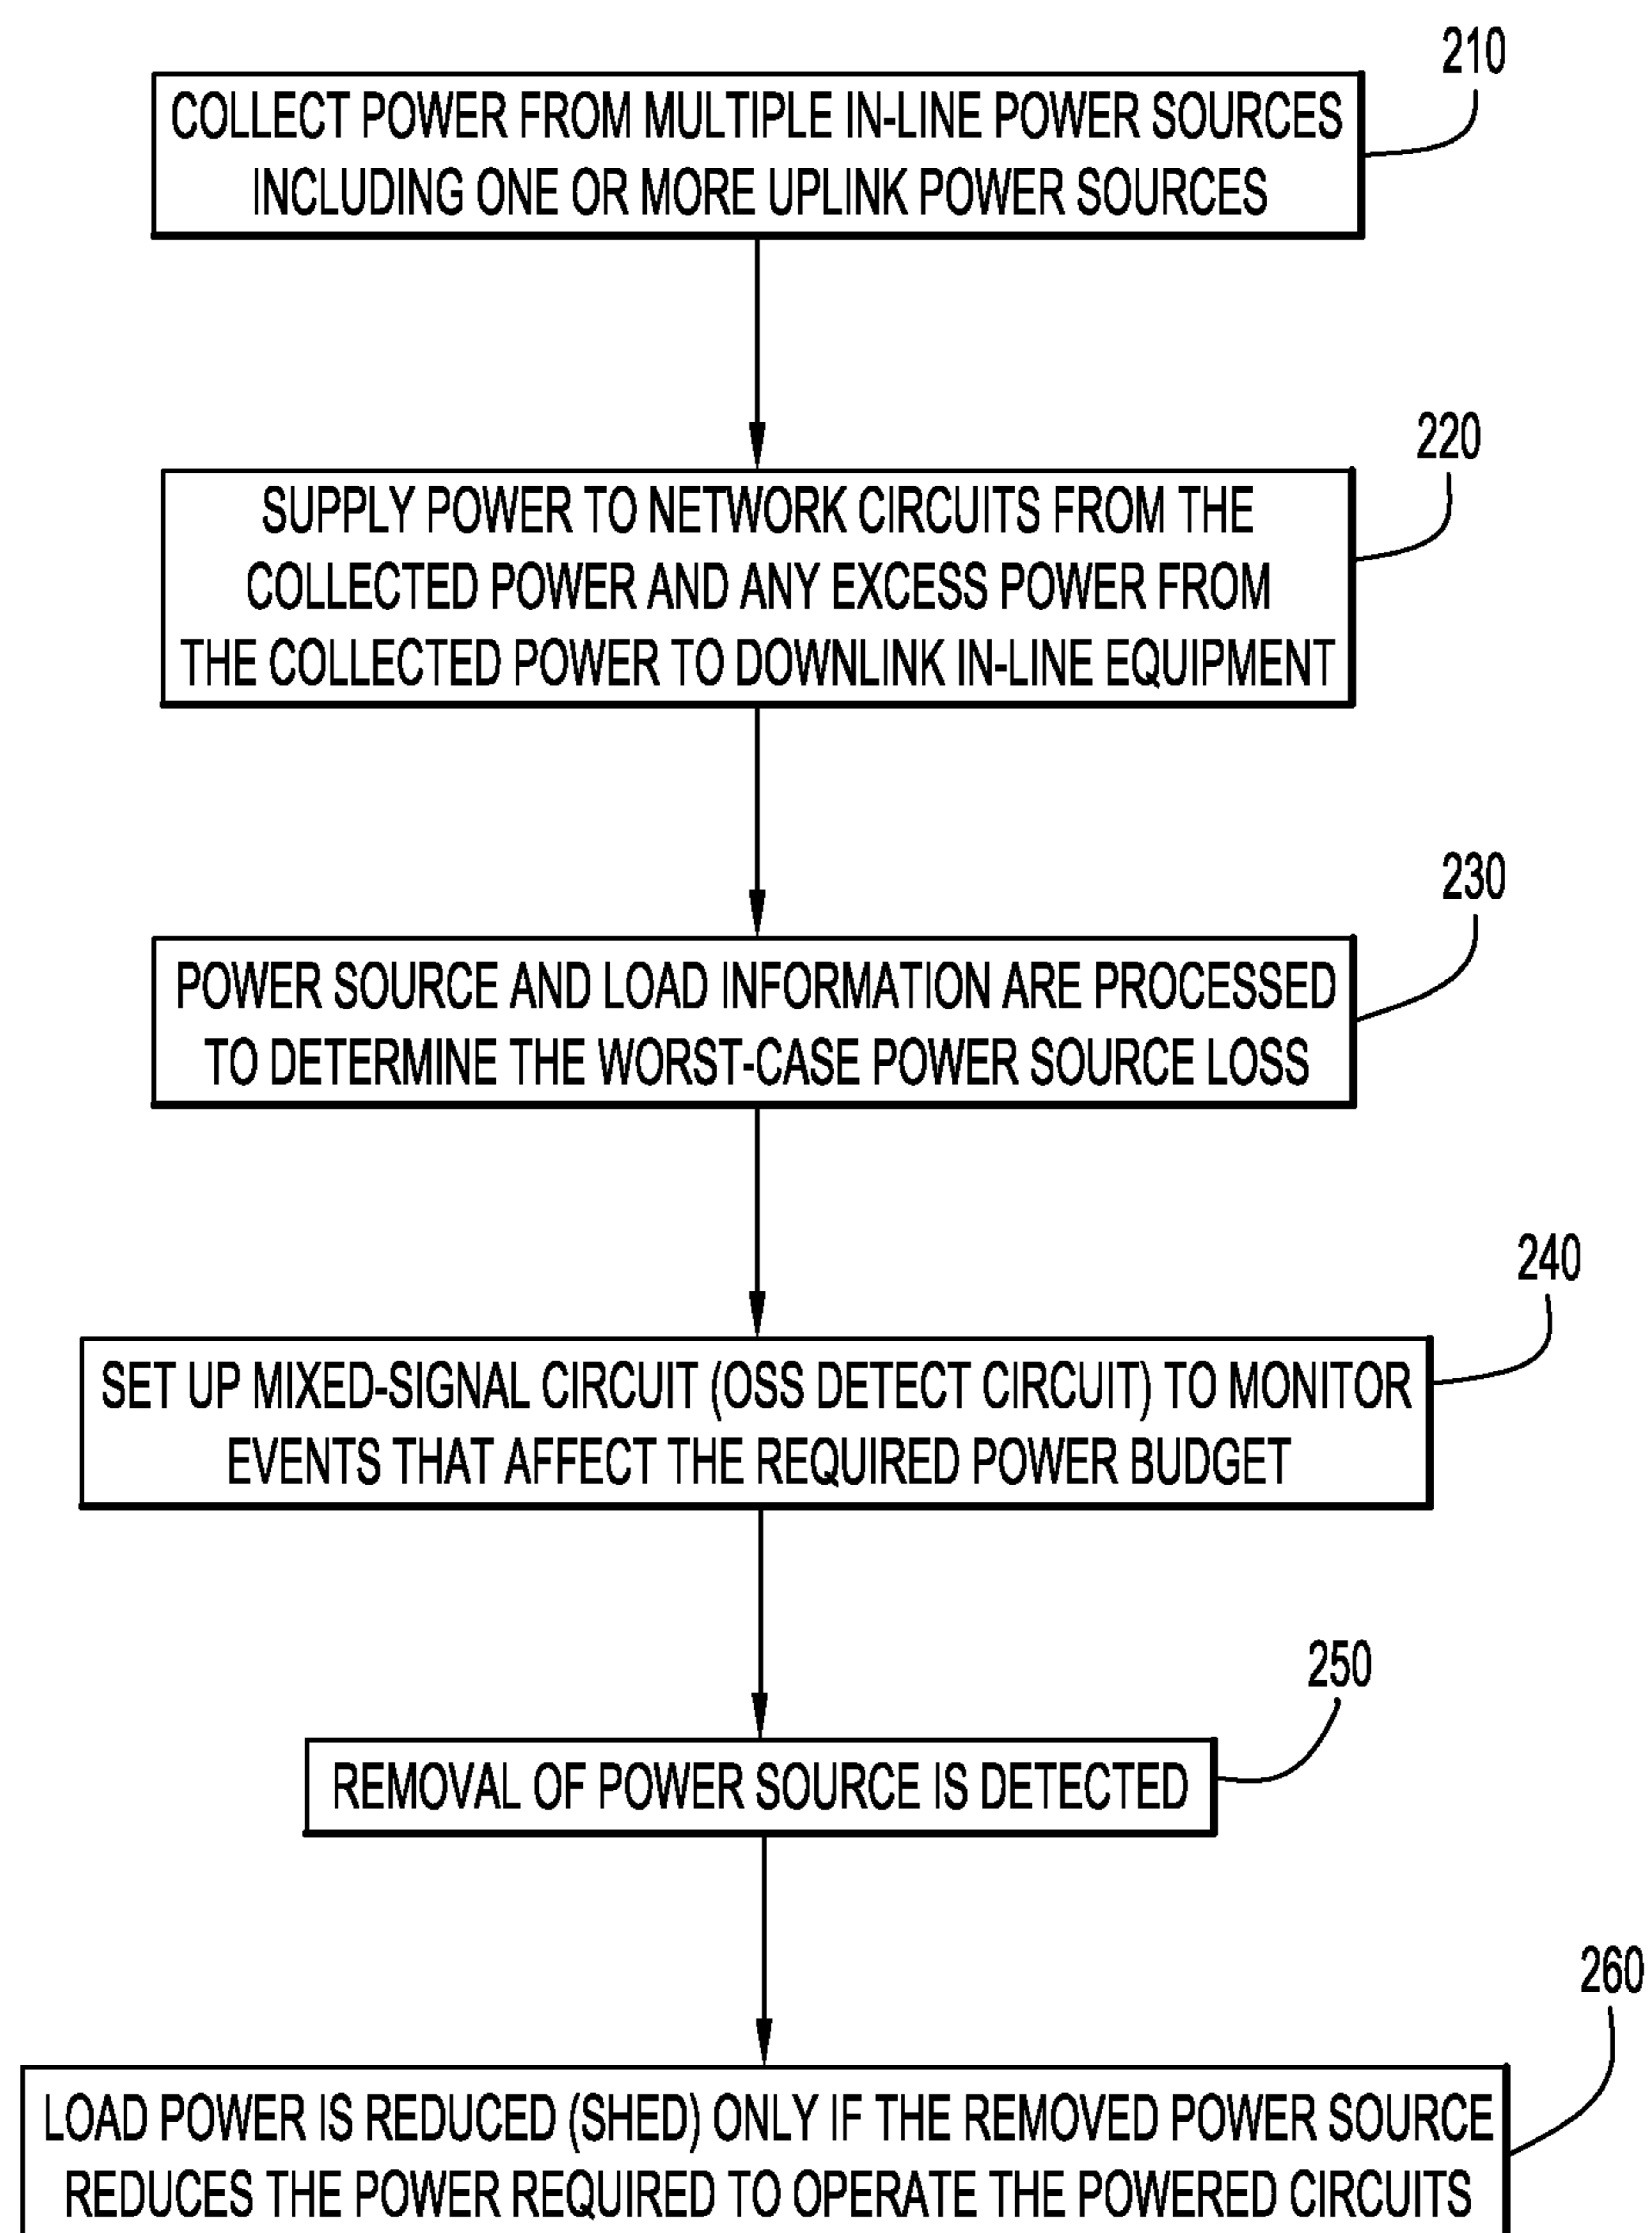 210
COLLECT POWER FROM MULTIPLE IN-LINE POWER SOURCES
INCLUDING ONE OR MORE UPLINK POWER SOURCES
220
SUPPLY POWER TO NETWORK CIRCUITS FROM THE
COLLECTED POWER AND ANY EXCESS POWER FROM
THE COLLECTED POWER TO DOWNLINK IN-LINE EQUIPMENT
230
POWER SOURCE AND LOAD INFORMATION ARE PROCESSED
TO DETERMINE THE WORST-CASE POWER SOURCE LOSS
240
SET UP MIXED-SIGNAL CIRCUIT (OSS DETECT CIRCUIT) TO MONITOR
EVENTS THAT AFFECT THE REQUIRED POWER BUDGET
250
REMOVAL OF POWER SOURCE IS DETECTED
260
LOAD POWER IS REDUCED (SHED) ONLY IF THE REMOVED POWER SOURCE
REDUCES THE POWER REQUIRED TO OPERATE THE POWERED CIRCUITS